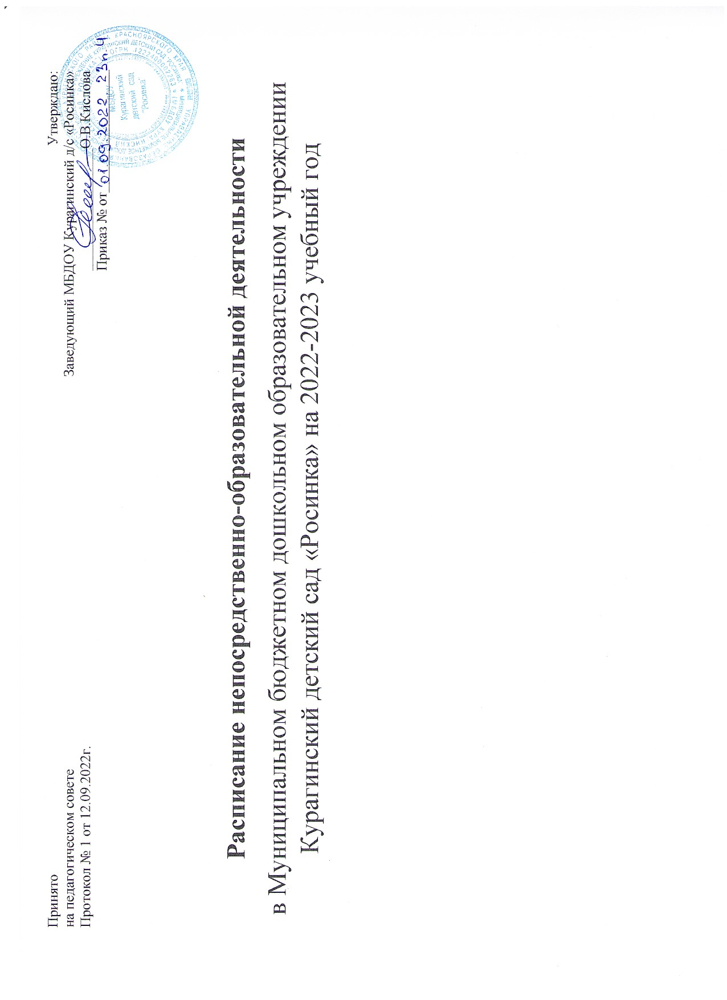 Принято
на педагогическом совете
Протокол № 1 от 12.09.2022г.
Утверждаю:
Заведующий МБДОУ Курагинский д/с «Росинка»
О.В.Кислова
Приказ № от 01.09.2022 23п.4
МБДОУ
Курагинский
детский сад
"Росинка"
Расписание непосредственно-образовательной деятельности
в Муниципальном бюджетном дошкольном образовательном учреждении
Курагинский детский сад «Росинка» на 2022-2023 учебный год